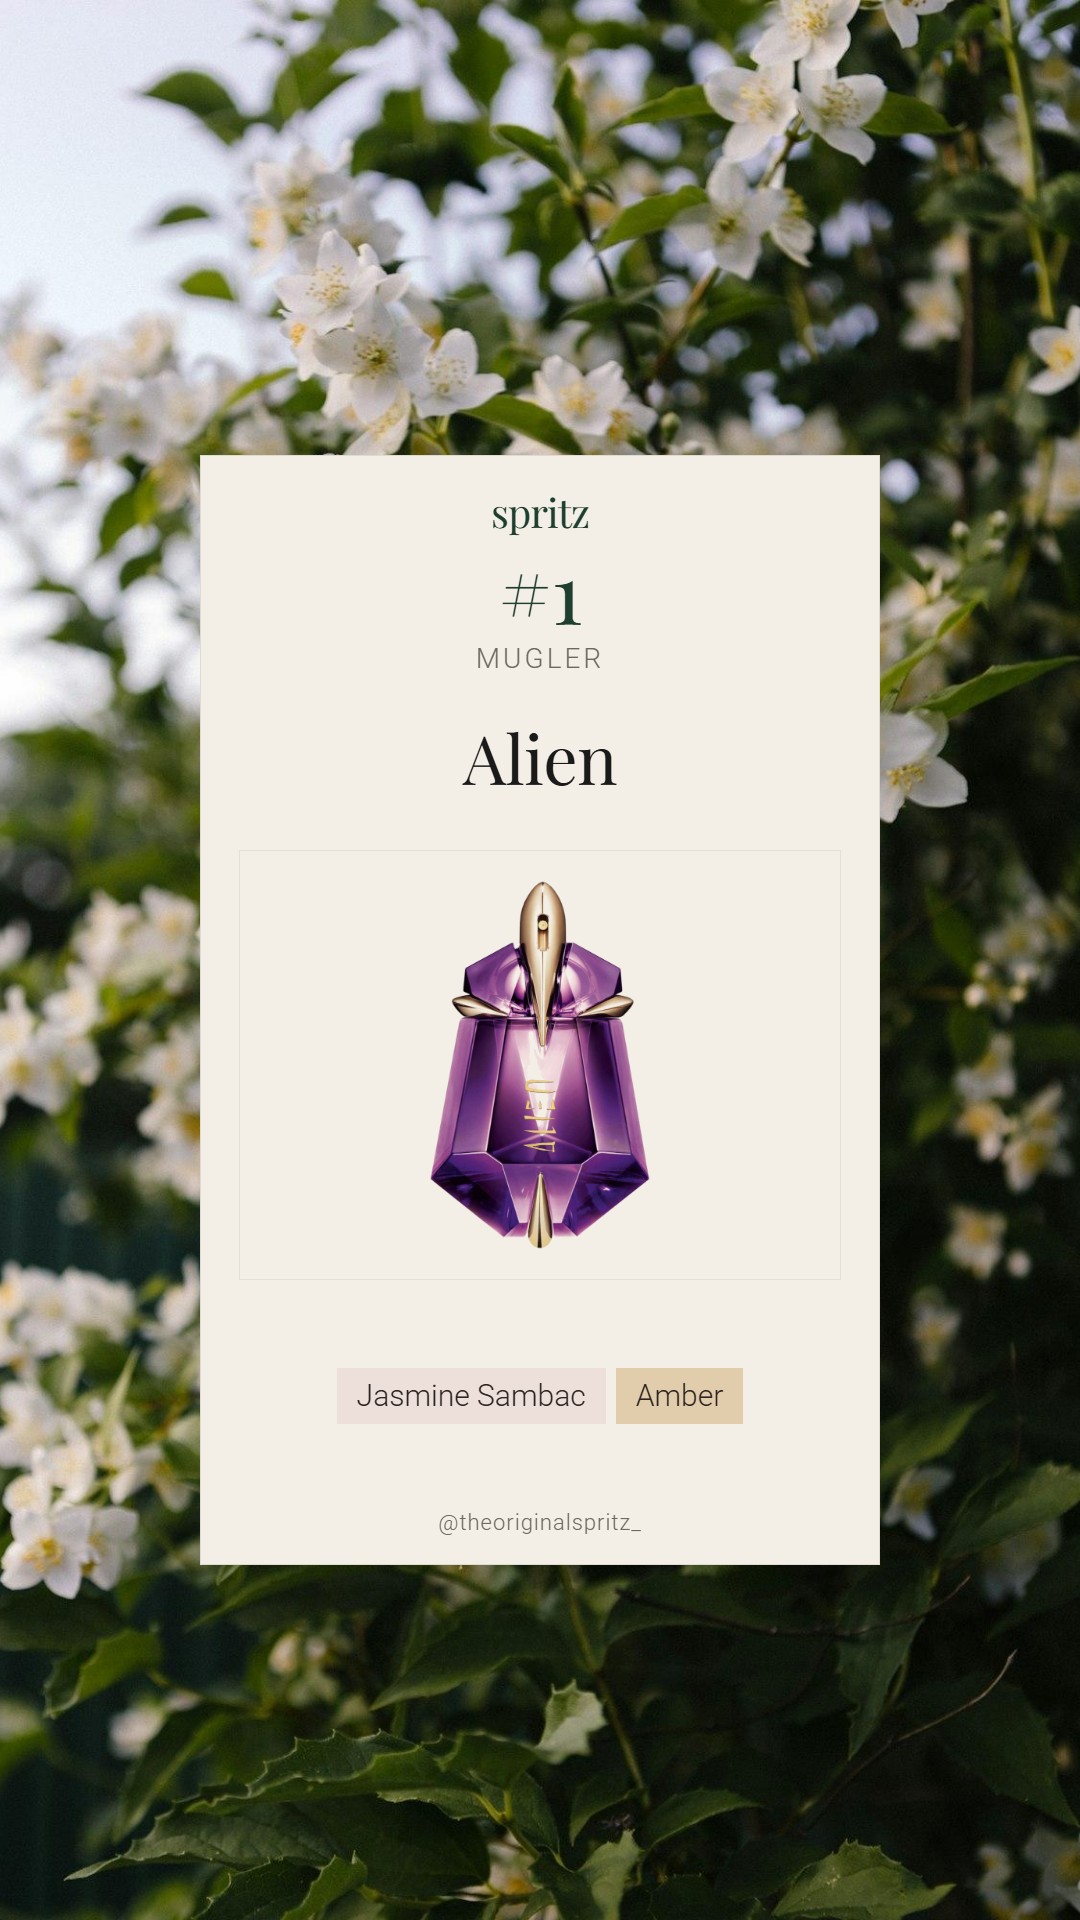 spritz
#1
MUGLER
Alien
ALIEN
Jasmine Sambac
Amber
@theoriginalspritz_